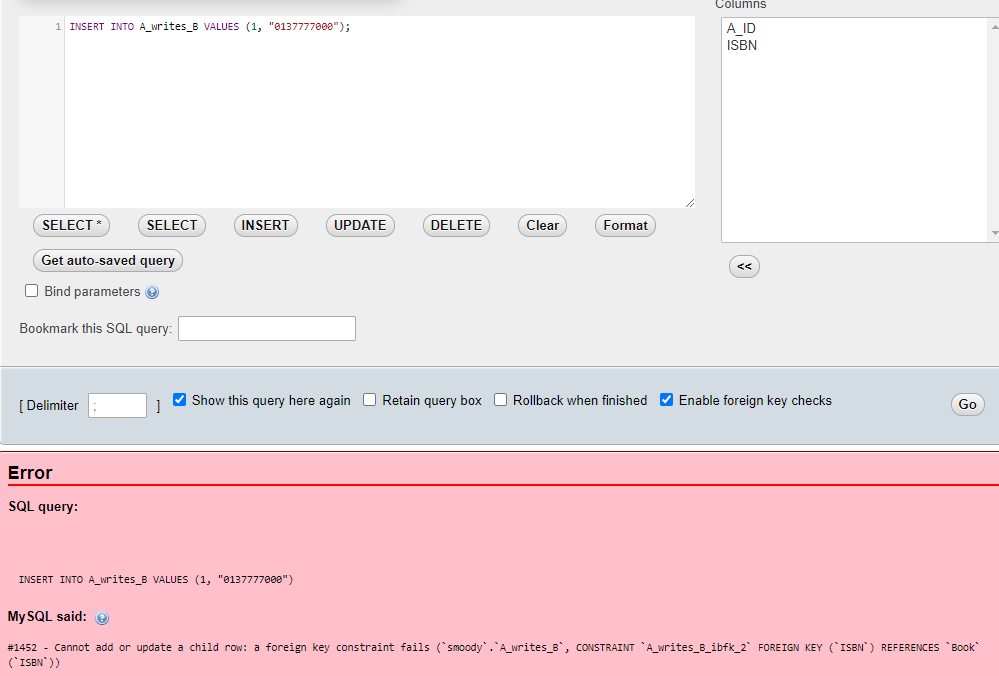 Columns
1 INSERT INTO A_writes_B VALUES (1, "0137777000");
A_ID
ISBN
SELECT * SELECT INSERT UPDATE DELETE Clear Format
Get auto-saved query
<<
Bind parameters
Bookmark this SQL query:
[ Delimiter ; ] Show this query here again Retain query box Rollback when finished Enable foreign key checks Go
Error
SQL query:
INSERT INTO A_writes_B VALUES (1, "0137777000")
MySQL said:
#1452 - Cannot add or update a child row: a foreign key constraint fails (`smoody`.`A_writes_B`, CONSTRAINT `A_writes_B_ibfk_2` FOREIGN KEY (`ISBN`) REFERENCES `Book`
(`ISBN`))